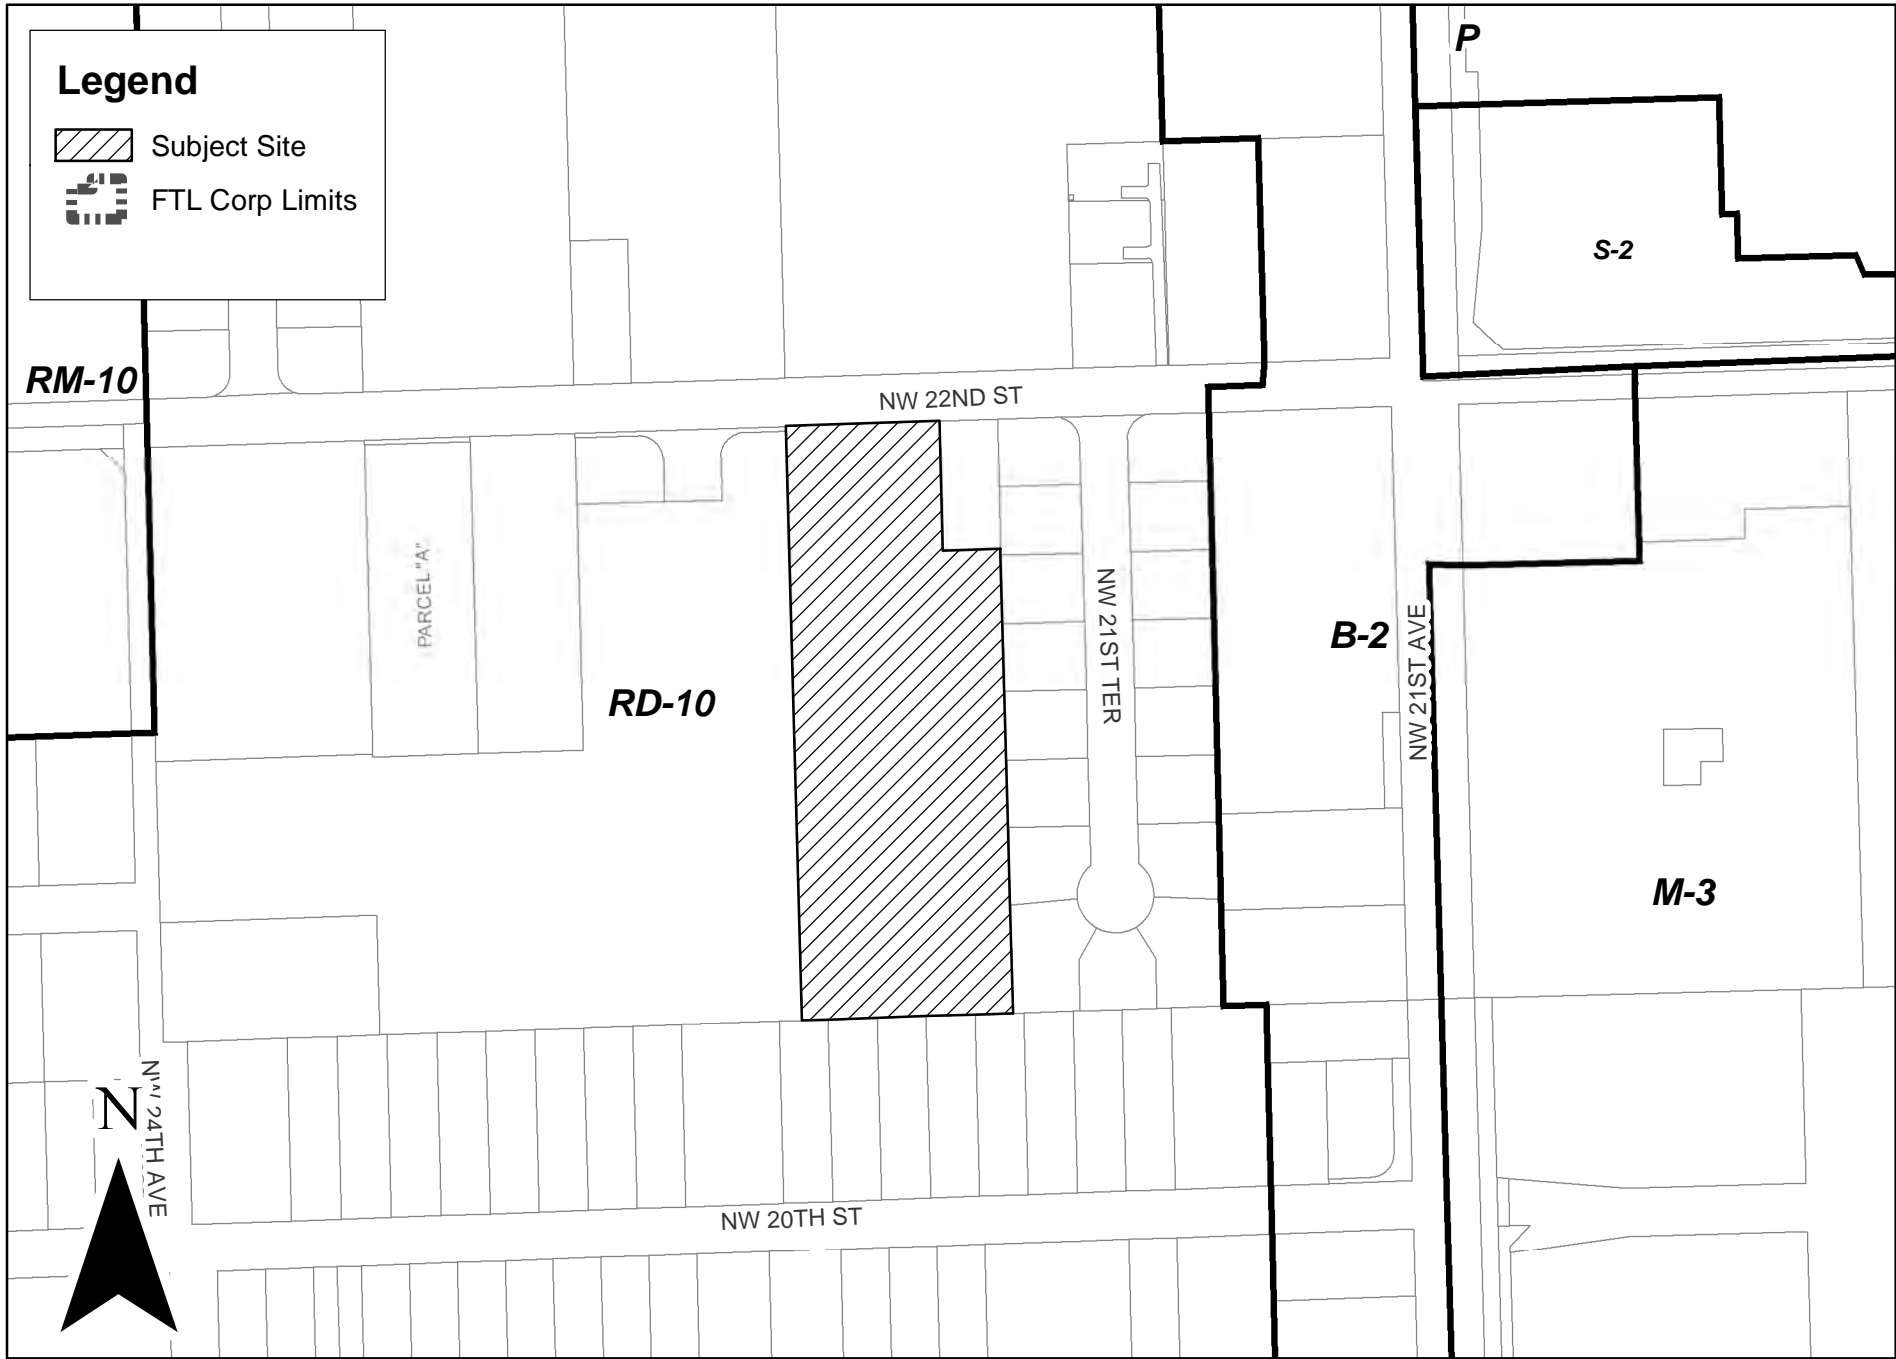 Legend
Subject Site
FTL Corp Limits
P
S-2
RM-10
NW 22ND ST
PARCEL "A"
NW 21ST TER
B-2
NW 21ST AVE
RD-10
M-3
N
NW 24TH AVE
NW 20TH ST